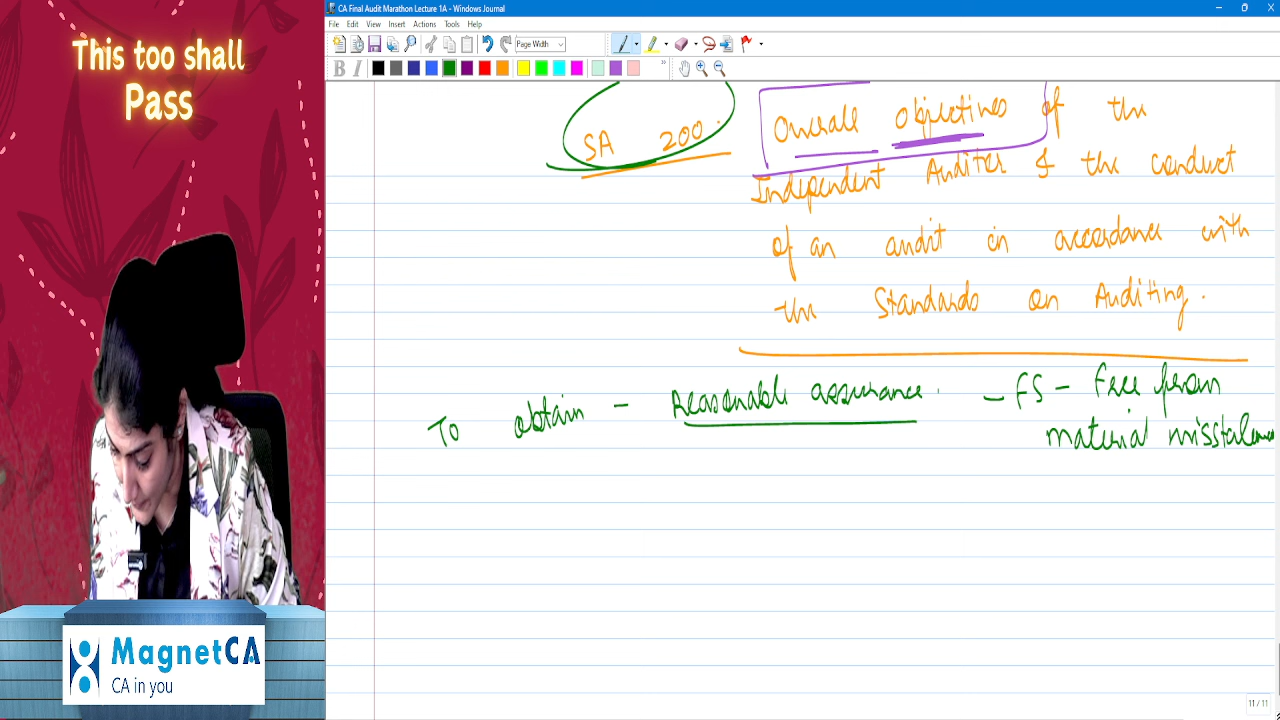 This too shall
Pass
CA Final Audit Marathon Lecture 1A - Windows Journal
File Edit View Insert Actions Tools Help
Page Width
B I
SA 200. Overall objectives of the
Independent Auditor & the conduct
of an audit in accordance with
the Standards on Auditing.
To obtain - Reasonable assurance. - FS - Free from
material misstatement
MagnetCA
CA in you
11 / 11